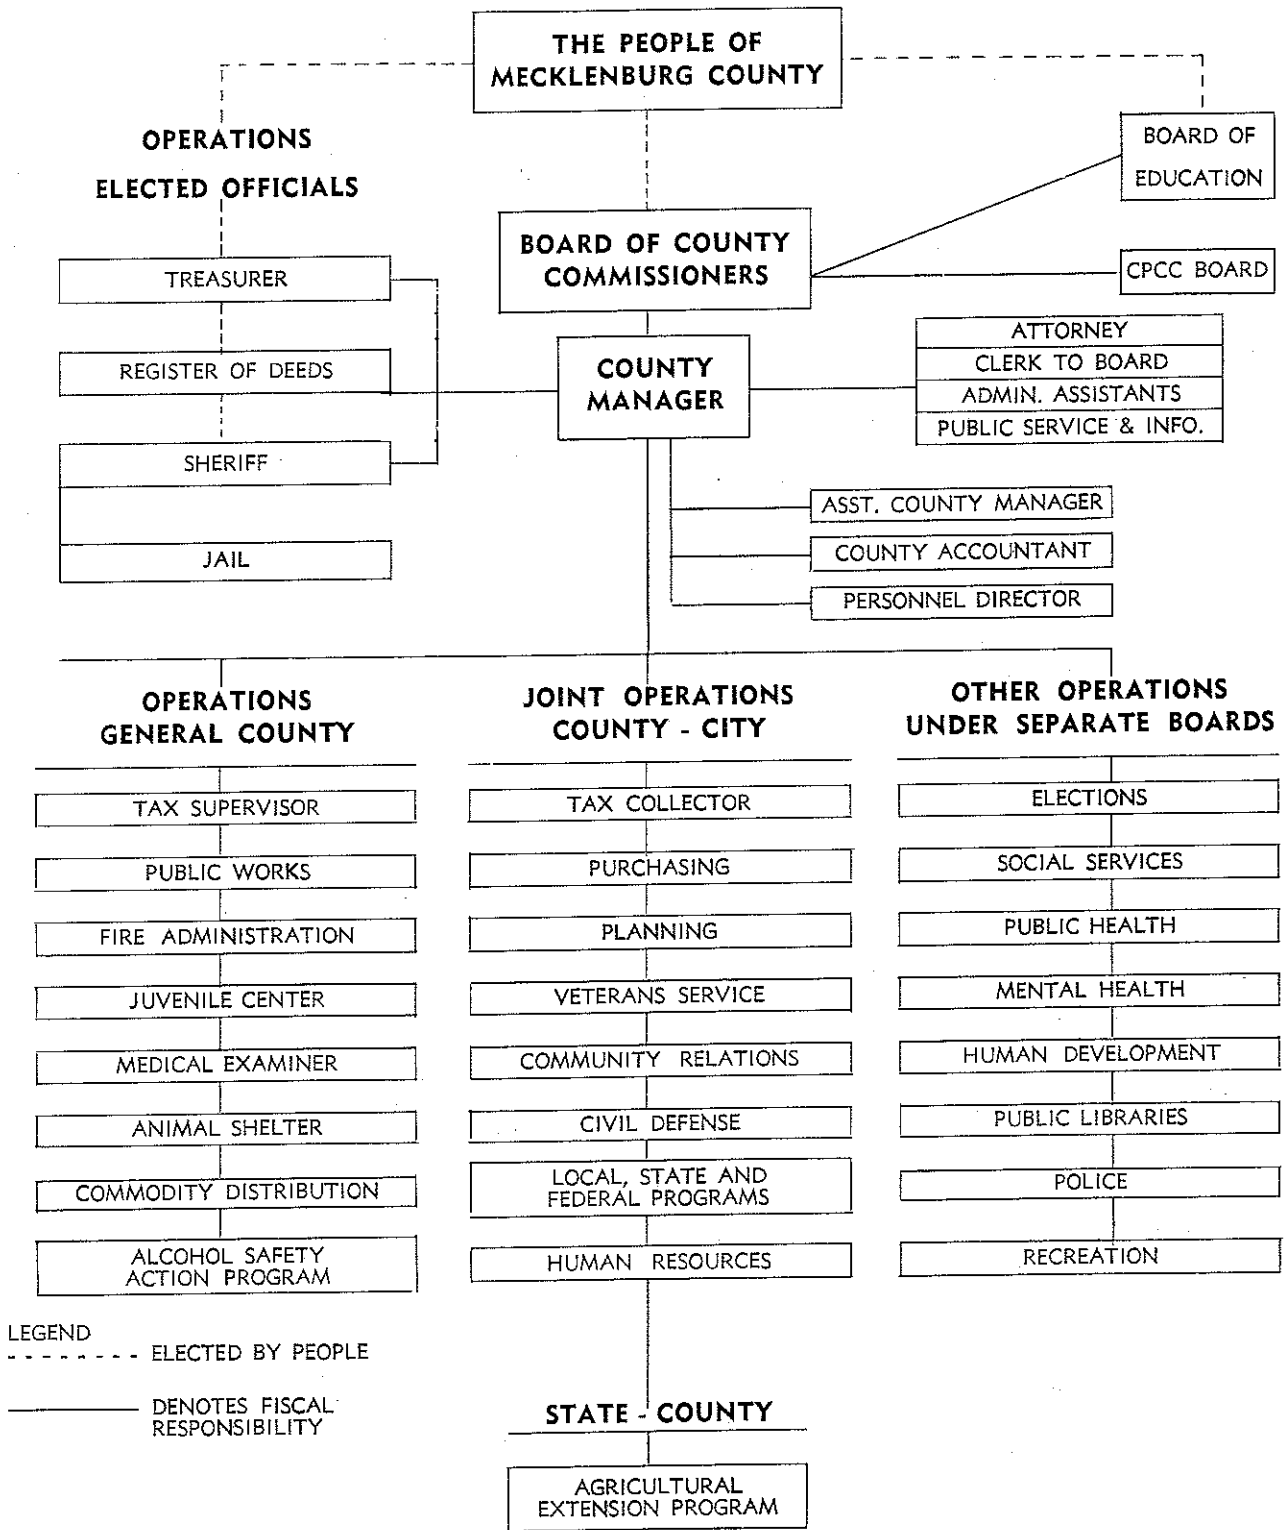 THE PEOPLE OF
MECKLENBURG COUNTY
OPERATIONS
ELECTED OFFICIALS
BOARD OF
EDUCATION
BOARD OF COUNTY
COMMISSIONERS
TREASURER
CPCC BOARD
REGISTER OF DEEDS
COUNTY
MANAGER
ATTORNEY
CLERK TO BOARD
ADMIN. ASSISTANTS
PUBLIC SERVICE & INFO.
SHERIFF
JAIL
ASST. COUNTY MANAGER
COUNTY ACCOUNTANT
PERSONNEL DIRECTOR
OPERATIONS
GENERAL COUNTY
TAX SUPERVISOR
PUBLIC WORKS
FIRE ADMINISTRATION
JUVENILE CENTER
MEDICAL EXAMINER
ANIMAL SHELTER
COMMODITY DISTRIBUTION
ALCOHOL SAFETY
ACTION PROGRAM
JOINT OPERATIONS
COUNTY - CITY
TAX COLLECTOR
PURCHASING
PLANNING
VETERANS SERVICE
COMMUNITY RELATIONS
CIVIL DEFENSE
LOCAL, STATE AND
FEDERAL PROGRAMS
HUMAN RESOURCES
OTHER OPERATIONS
UNDER SEPARATE BOARDS
ELECTIONS
SOCIAL SERVICES
PUBLIC HEALTH
MENTAL HEALTH
HUMAN DEVELOPMENT
PUBLIC LIBRARIES
POLICE
RECREATION
LEGEND
ELECTED BY PEOPLE
DENOTES FISCAL
RESPONSIBILITY
STATE - COUNTY
AGRICULTURAL
EXTENSION PROGRAM